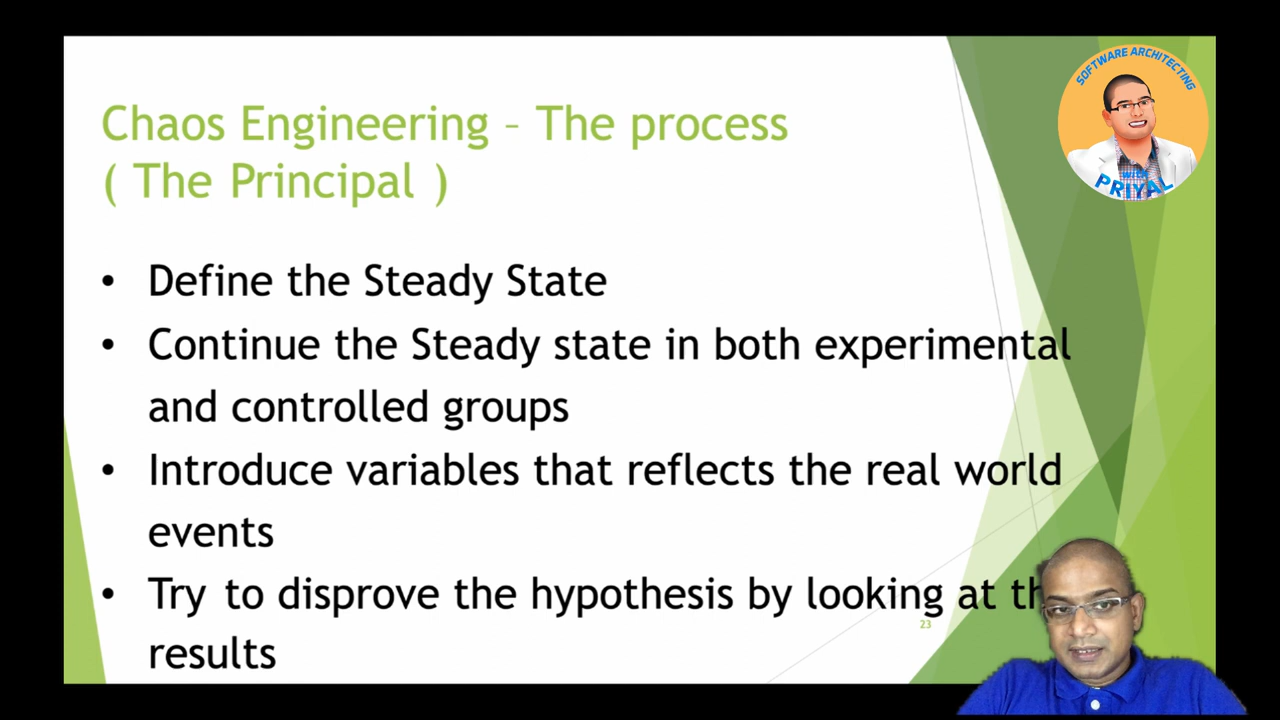 Chaos Engineering – The process
( The Principal )
SOFTWARE ARCHITECTING
WITH
PRIYAL
• Define the Steady State
• Continue the Steady state in both experimental
and controlled groups
• Introduce variables that reflects the real world
events
• Try to disprove the hypothesis by looking at
results
23